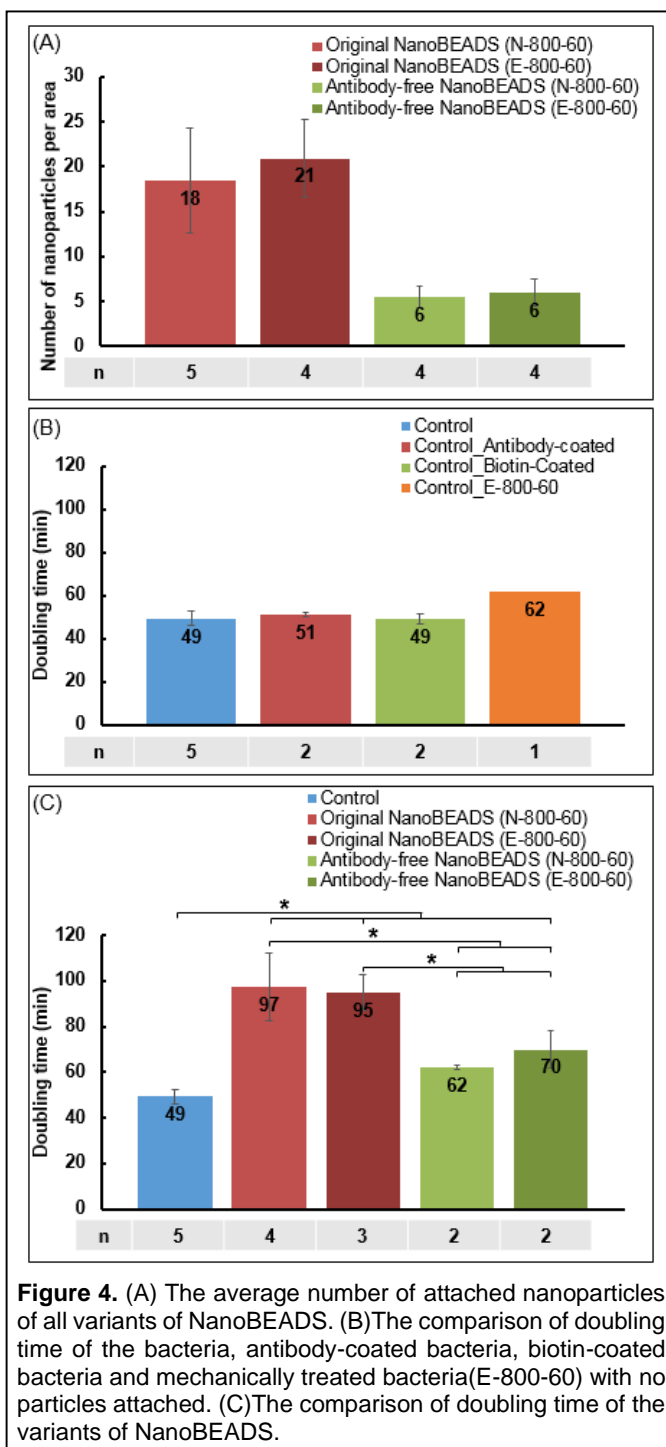 (A)
Original NanoBEADS (N-800-60)
Original NanoBEADS (E-800-60)
Antibody-free NanoBEADS (N-800-60)
Antibody-free NanoBEADS (E-800-60)
Number of nanoparticles per area
30
25
20
15
10
5
0
18 21 6 6
n 5 4 4 4
(B)
Control
Control_Antibody-coated
Control_Biotin-Coated
Control_E-800-60
Doubling time (min)
120
100
80
60
40
20
0
49 51 49 62
n 5 2 2 1
(C)
Control
Original NanoBEADS (N-800-60)
Original NanoBEADS (E-800-60)
Antibody-free NanoBEADS (N-800-60)
Antibody-free NanoBEADS (E-800-60)
*
*
*
Doubling time (min)
120
100
80
60
40
20
0
49 97 95 62 70
n 5 4 3 2 2
Figure 4. (A) The average number of attached nanoparticles
of all variants of NanoBEADS. (B)The comparison of doubling
time of the bacteria, antibody-coated bacteria, biotin-coated
bacteria and mechanically treated bacteria(E-800-60) with no
particles attached. (C)The comparison of doubling time of the
variants of NanoBEADS.